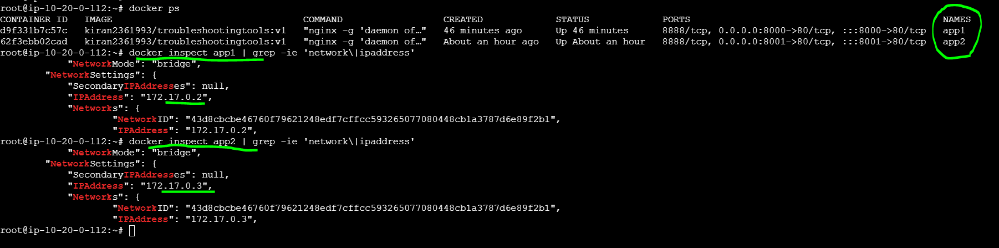 root@ip-10-20-0-112:~# docker ps
CONTAINER ID   IMAGE                                  COMMAND                  CREATED             STATUS             PORTS                                             NAMES
d9f331b7c57c   kiran2361993/troubleshootingtools:v1   "nginx -g 'daemon of…"   46 minutes ago      Up 46 minutes      8888/tcp, 0.0.0.0:8000->80/tcp, :::8000->80/tcp   app1
62f3ebb02cad   kiran2361993/troubleshootingtools:v1   "nginx -g 'daemon of…"   About an hour ago   Up About an hour   8888/tcp, 0.0.0.0:8001->80/tcp, :::8001->80/tcp   app2
root@ip-10-20-0-112:~# docker inspect app1 | grep -ie 'network\|ipaddress'
            "NetworkMode": "bridge",
        "NetworkSettings": {
            "SecondaryIPAddresses": null,
            "IPAddress": "172.17.0.2",
            "Networks": {
                    "NetworkID": "43d8cbcbe46760f79621248edf7cffcc593265077080448cb1a3787d6e89f2b1",
                    "IPAddress": "172.17.0.2",
root@ip-10-20-0-112:~# docker inspect app2 | grep -ie 'network\|ipaddress'
            "NetworkMode": "bridge",
        "NetworkSettings": {
            "SecondaryIPAddresses": null,
            "IPAddress": "172.17.0.3",
            "Networks": {
                    "NetworkID": "43d8cbcbe46760f79621248edf7cffcc593265077080448cb1a3787d6e89f2b1",
                    "IPAddress": "172.17.0.3",
root@ip-10-20-0-112:~#